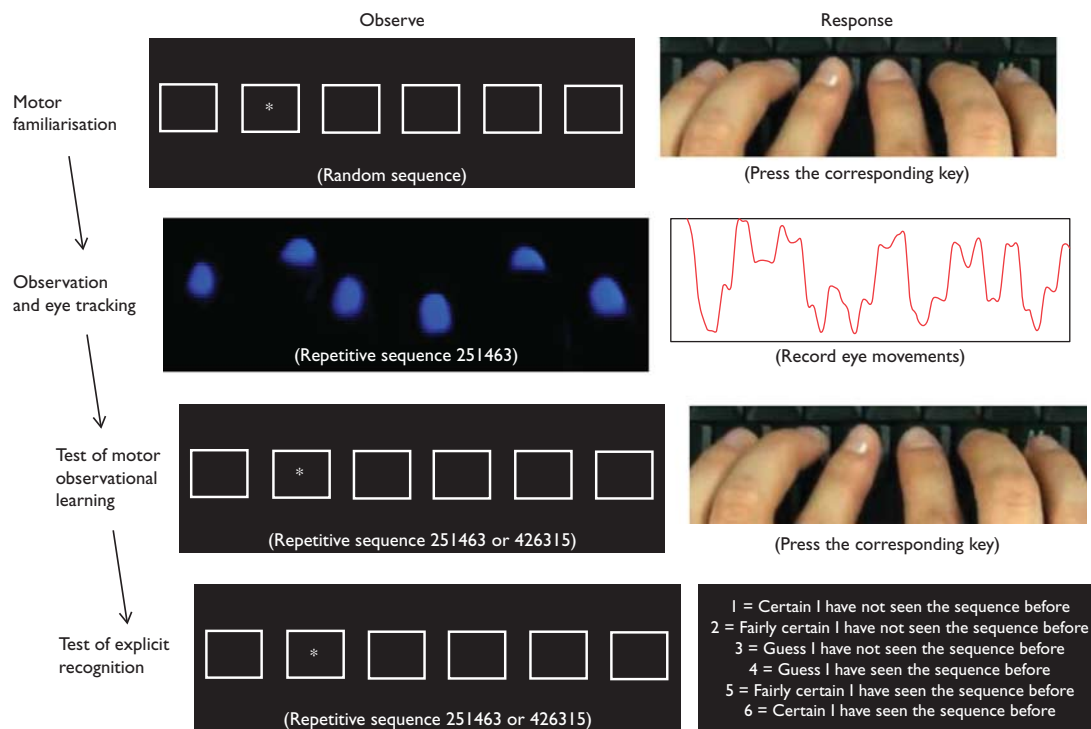 Observe
Response
Motor
familiarisation
*
(Random sequence)
(Press the corresponding key)
Observation
and eye tracking
(Repetitive sequence 251463)
(Record eye movements)
Test of motor
observational
learning
*
(Repetitive sequence 251463 or 426315)
(Press the corresponding key)
Test of explicit
recognition
*
(Repetitive sequence 251463 or 426315)
1 = Certain I have not seen the sequence before
2 = Fairly certain I have not seen the sequence before
3 = Guess I have not seen the sequence before
4 = Guess I have seen the sequence before
5 = Fairly certain I have seen the sequence before
6 = Certain I have seen the sequence before